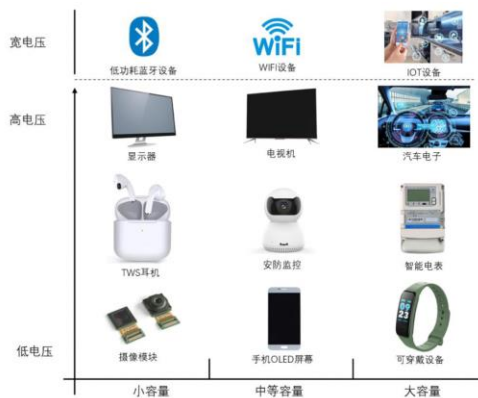 宽电压
WiFi
低功耗蓝牙设备
WIFI设备
IOT设备
高电压
显示器
电视机
汽车电子
TWS耳机
安防监控
智能电表
低电压
摄像模块
手机OLED屏幕
可穿戴设备
小容量
中等容量
大容量